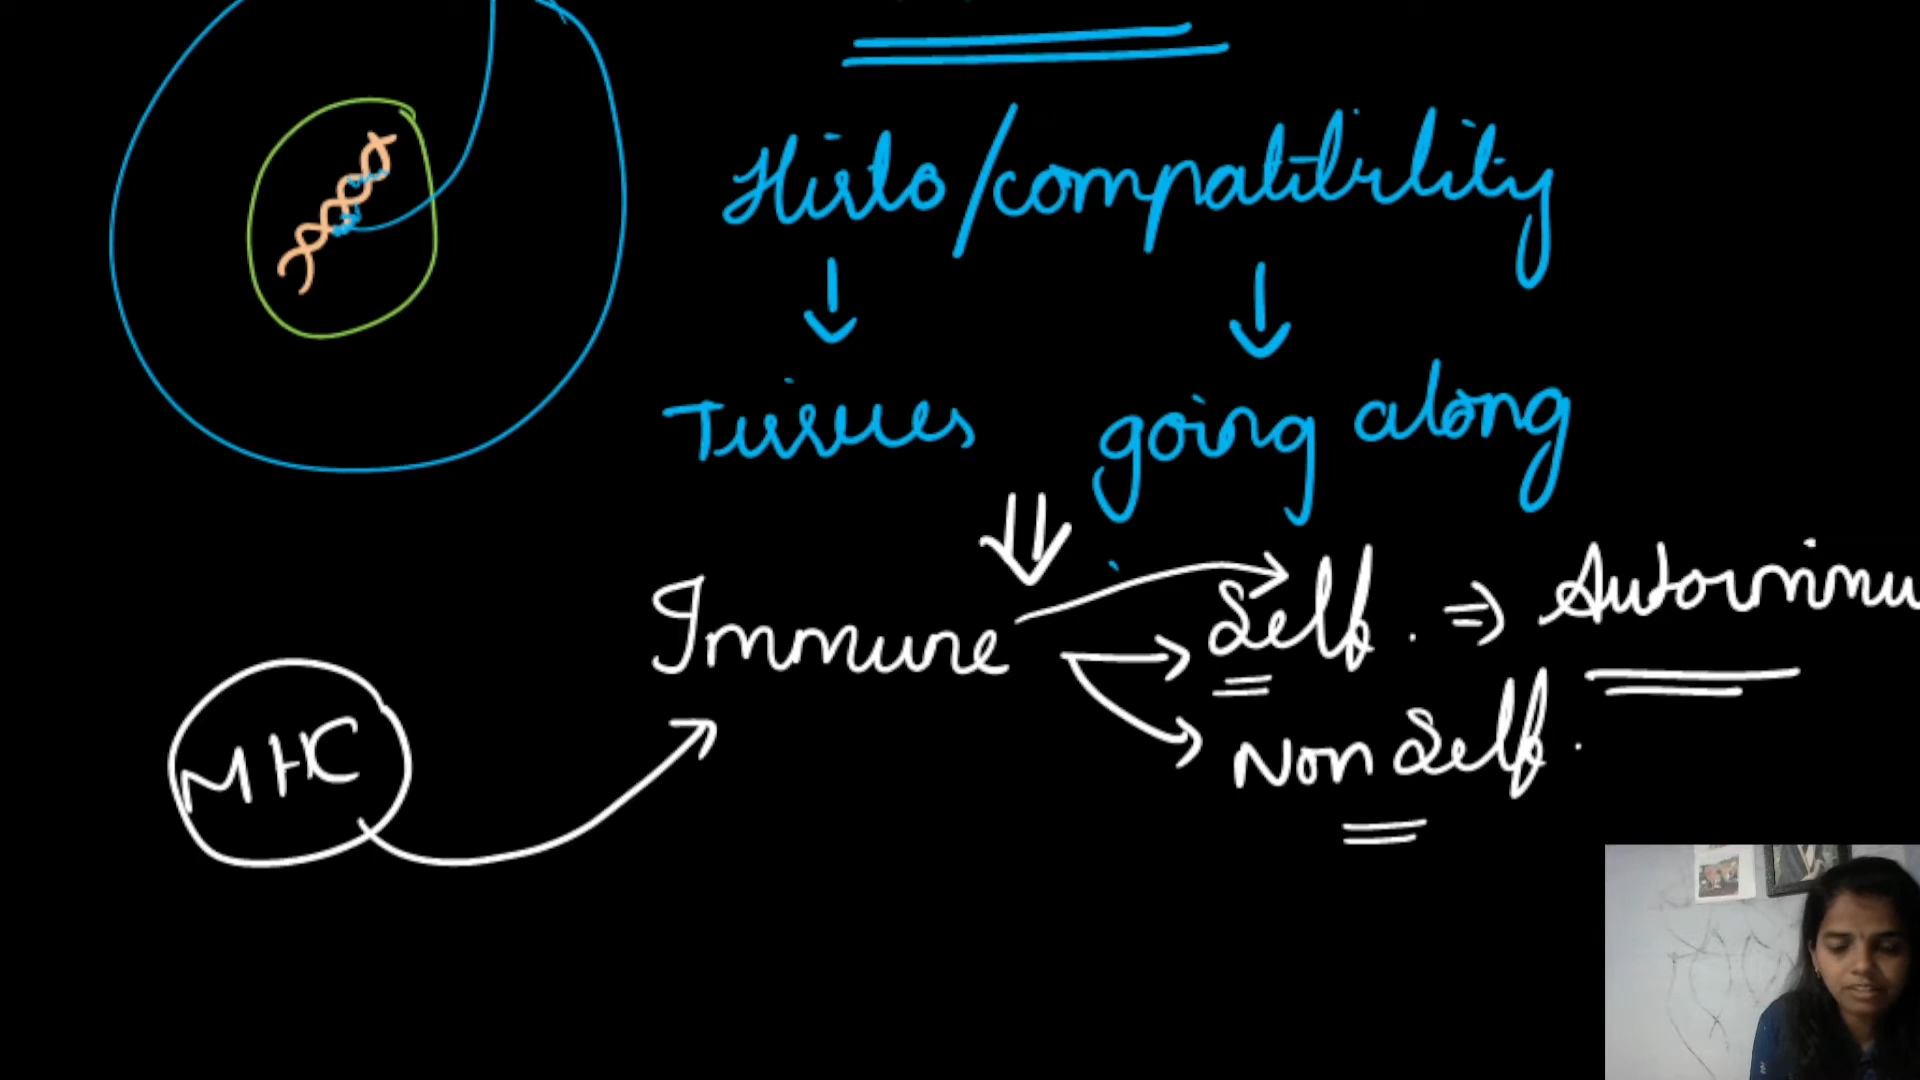 Histo/compatibility
↓ ↓
Tissues going along
⇓
Immune → Self. ⇒ Autoimmu
→ Non Self.
MHC